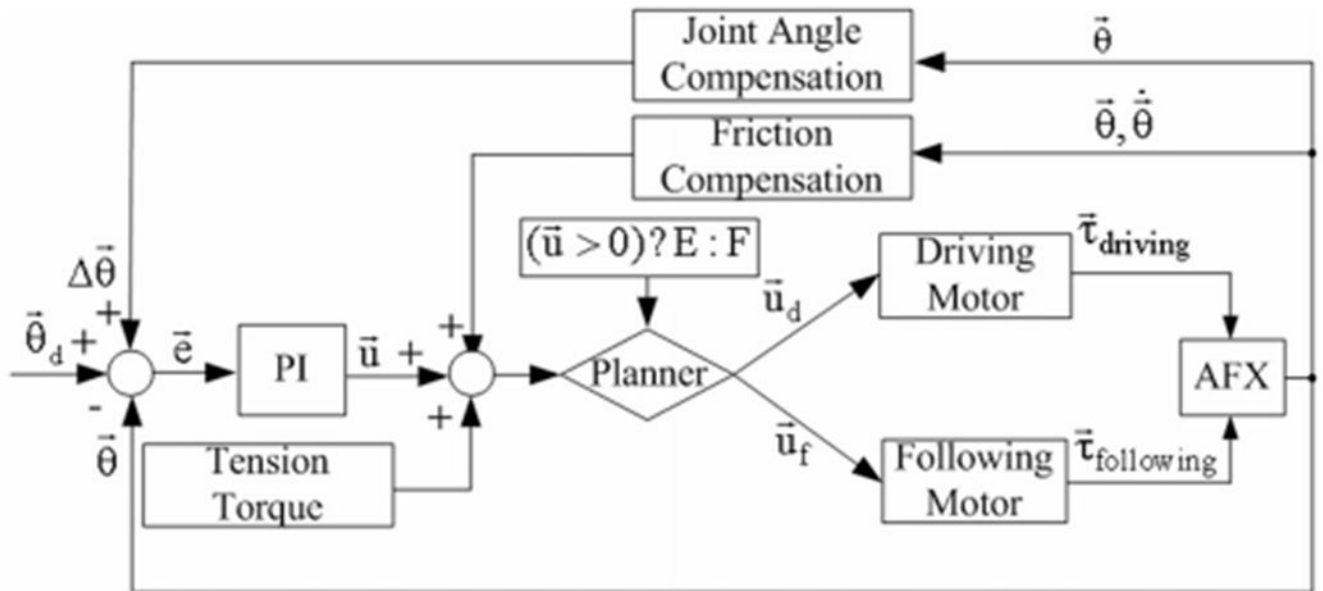 Joint Angle
Compensation
θ⃗
Friction
Compensation
θ⃗, θ⃗̇
(u⃗ > 0)? E : F
Driving
Motor
τ⃗driving
Δθ⃗
+
θ⃗d +
-
θ⃗
e⃗
PI
u⃗ +
+
+
Tension
Torque
Planner
u⃗d
u⃗f
Following
Motor
τ⃗following
AFX